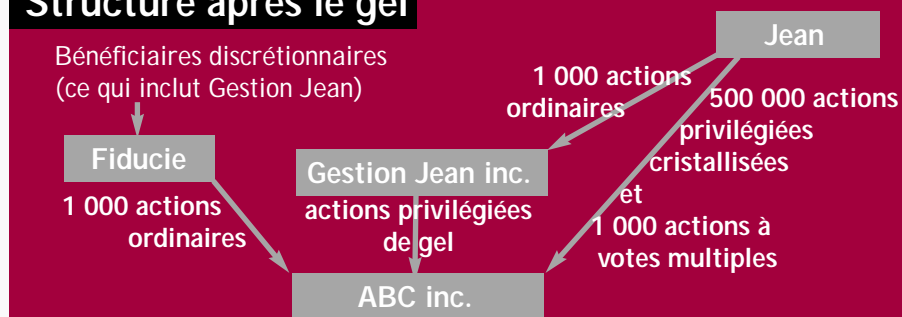 Structure après le gel
Bénéficiaires discrétionnaires
(ce qui inclut Gestion Jean)
Jean
1 000 actions
ordinaires
500 000 actions
privilégiées
cristallisées
et
1 000 actions à
votes multiples
Fiducie
Gestion Jean inc.
1 000 actions
ordinaires
actions privilégiées
de gel
ABC inc.